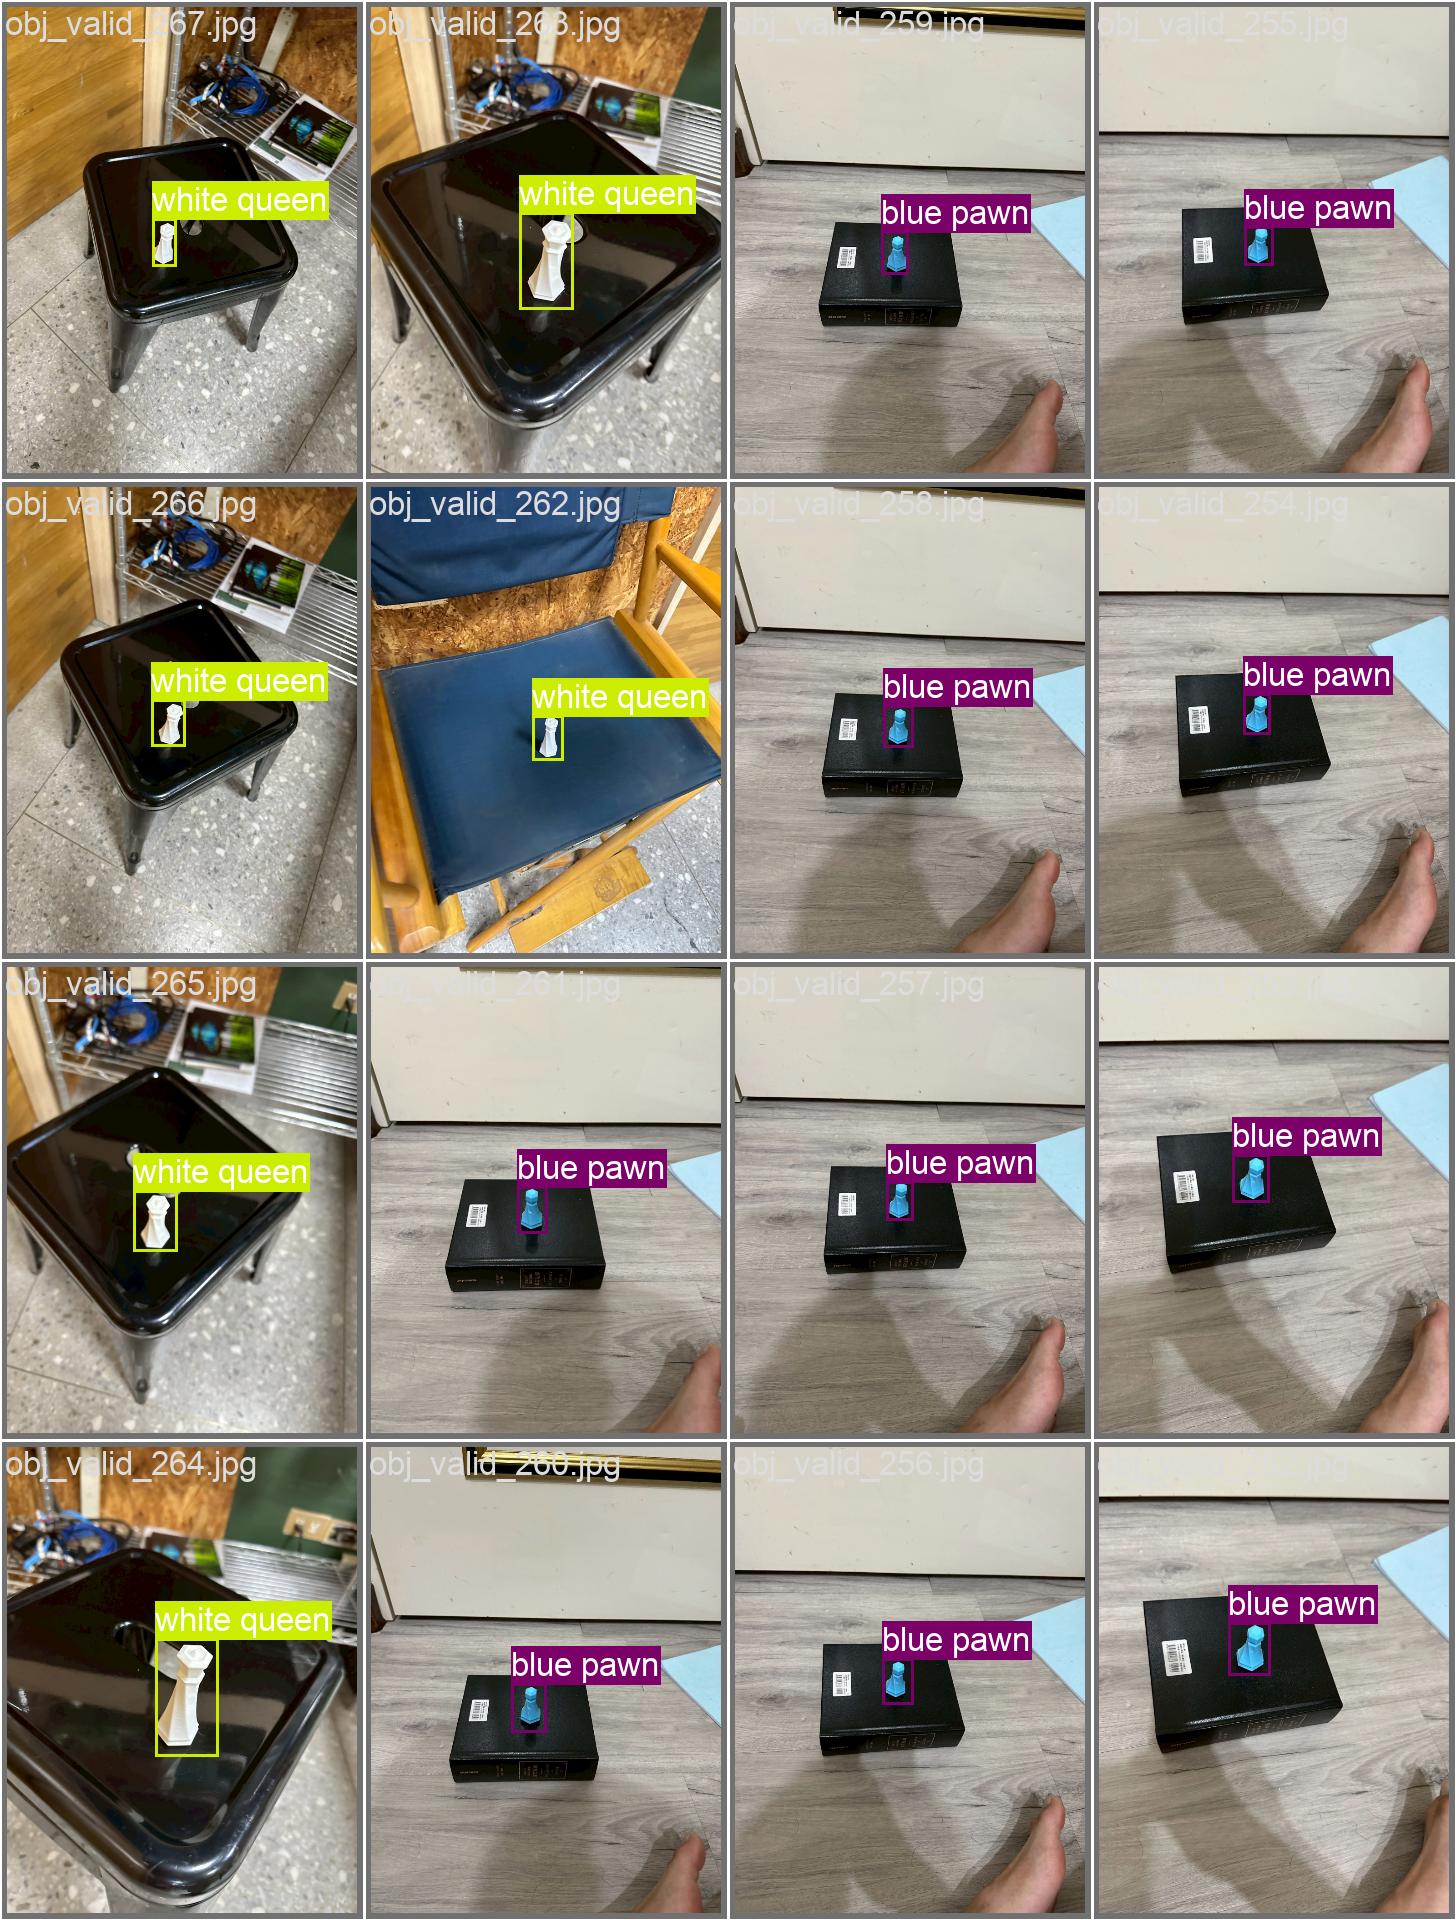 obj_valid_267.jpg
white queen
obj_valid_263.jpg
white queen
obj_valid_259.jpg
blue pawn
obj_valid_255.jpg
blue pawn
obj_valid_266.jpg
white queen
obj_valid_262.jpg
white queen
obj_valid_258.jpg
blue pawn
obj_valid_254.jpg
blue pawn
obj_valid_265.jpg
white queen
obj_valid_261.jpg
blue pawn
obj_valid_257.jpg
blue pawn
blue pawn
obj_valid_264.jpg
white queen
obj_valid_260.jpg
blue pawn
obj_valid_256.jpg
blue pawn
blue pawn